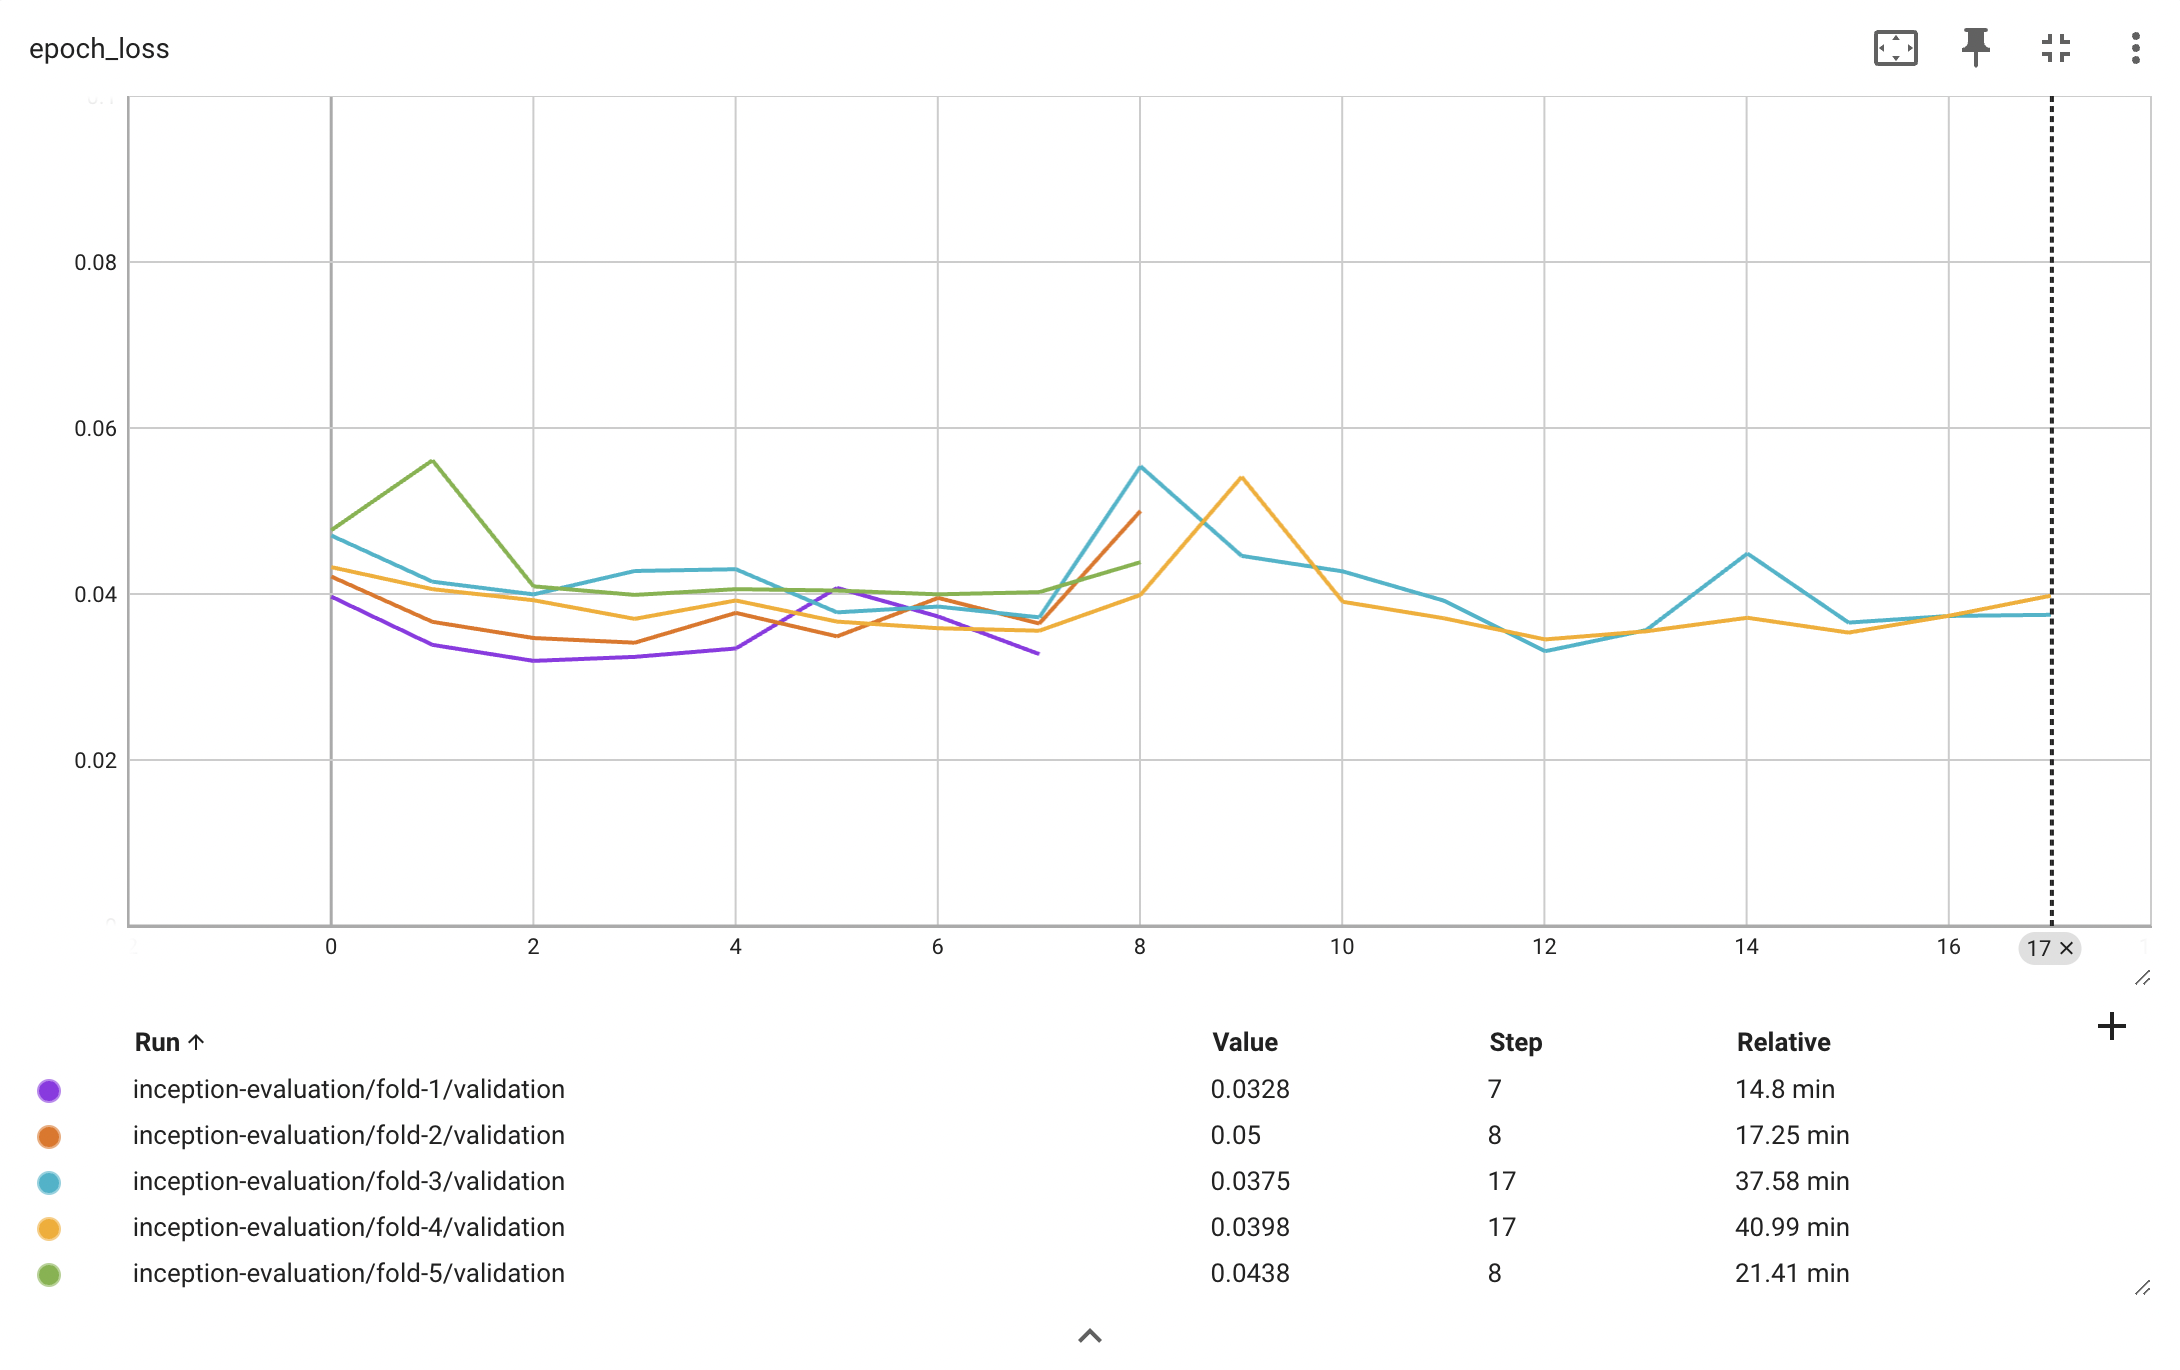 epoch_loss
0.08
0.06
0.04
0.02
0 2 4 6 8 10 12 14 16 17 ×
Run ↑ Value Step Relative
inception-evaluation/fold-1/validation 0.0328 7 14.8 min
inception-evaluation/fold-2/validation 0.05 8 17.25 min
inception-evaluation/fold-3/validation 0.0375 17 37.58 min
inception-evaluation/fold-4/validation 0.0398 17 40.99 min
inception-evaluation/fold-5/validation 0.0438 8 21.41 min